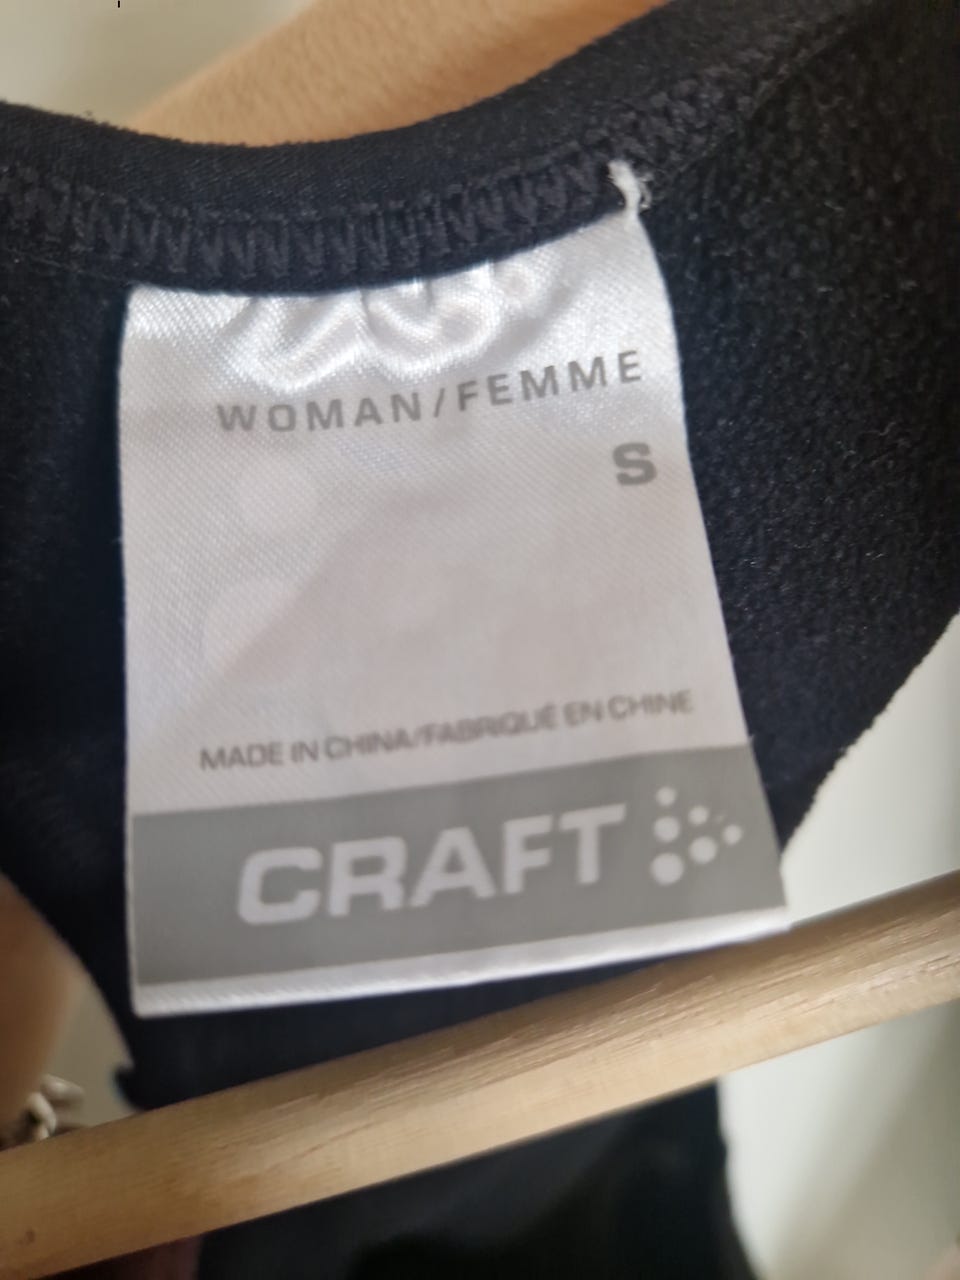 WOMAN/FEMME
S
MADE IN CHINA/FABRIQUÉ EN CHINE
CRAFT